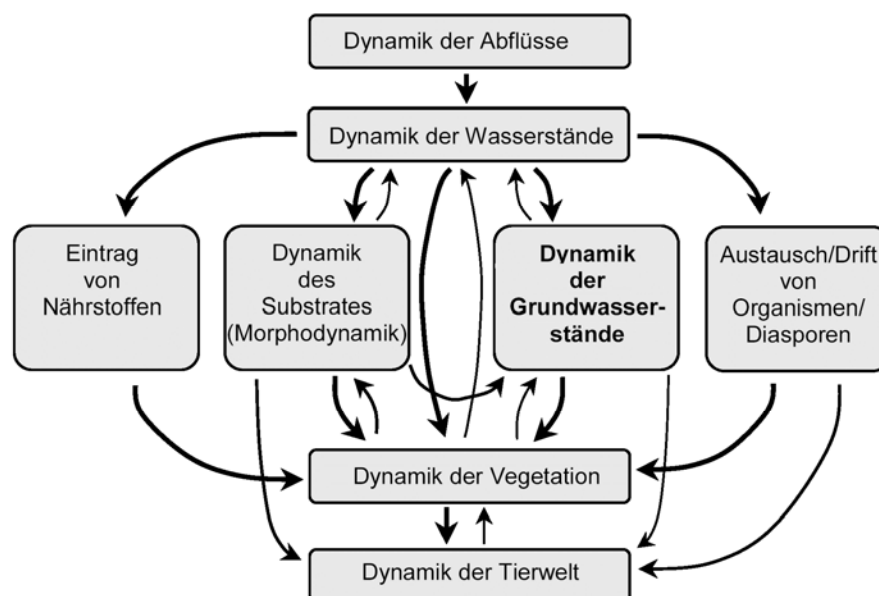 Dynamik der Abflüsse
Dynamik der Wasserstände
Eintrag
von
Nährstoffen
Dynamik
des
Substrates
(Morphodynamik)
Dynamik
der
Grundwasser-
stände
Austausch/Drift
von
Organismen/
Diasporen
Dynamik der Vegetation
Dynamik der Tierwelt